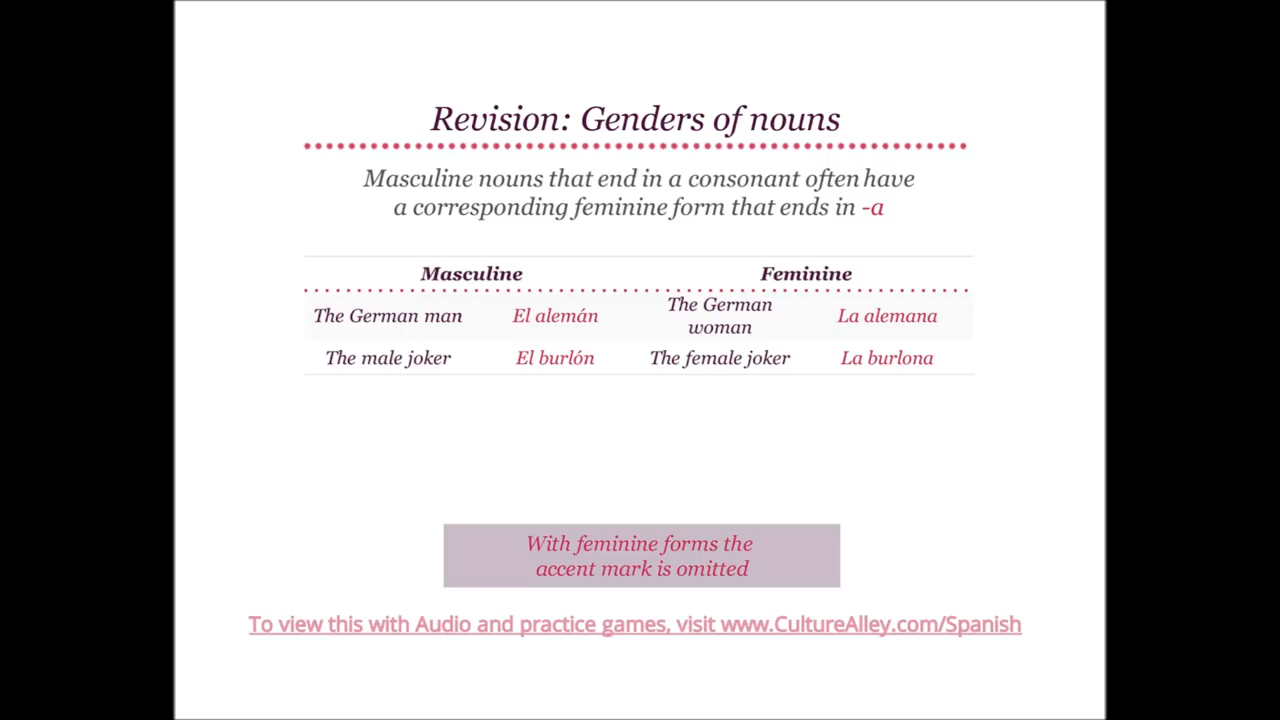 Revision: Genders of nouns
Masculine nouns that end in a consonant often have
a corresponding feminine form that ends in -a
Masculine Feminine
The German man El alemán The German woman La alemana
The male joker El burlón The female joker La burlona
With feminine forms the
accent mark is omitted
To view this with Audio and practice games, visit www.CultureAlley.com/Spanish